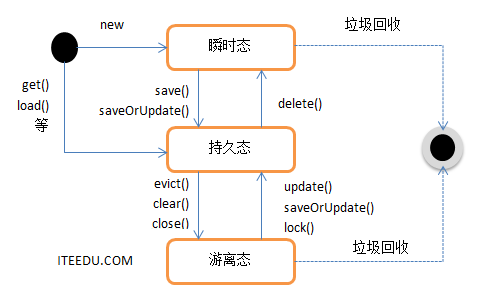 new
瞬时态
垃圾回收
get()
load()
等
save()
saveOrUpdate()
delete()
持久态
evict()
clear()
close()
update()
saveOrUpdate()
lock()
垃圾回收
ITEEDU.COM
游离态